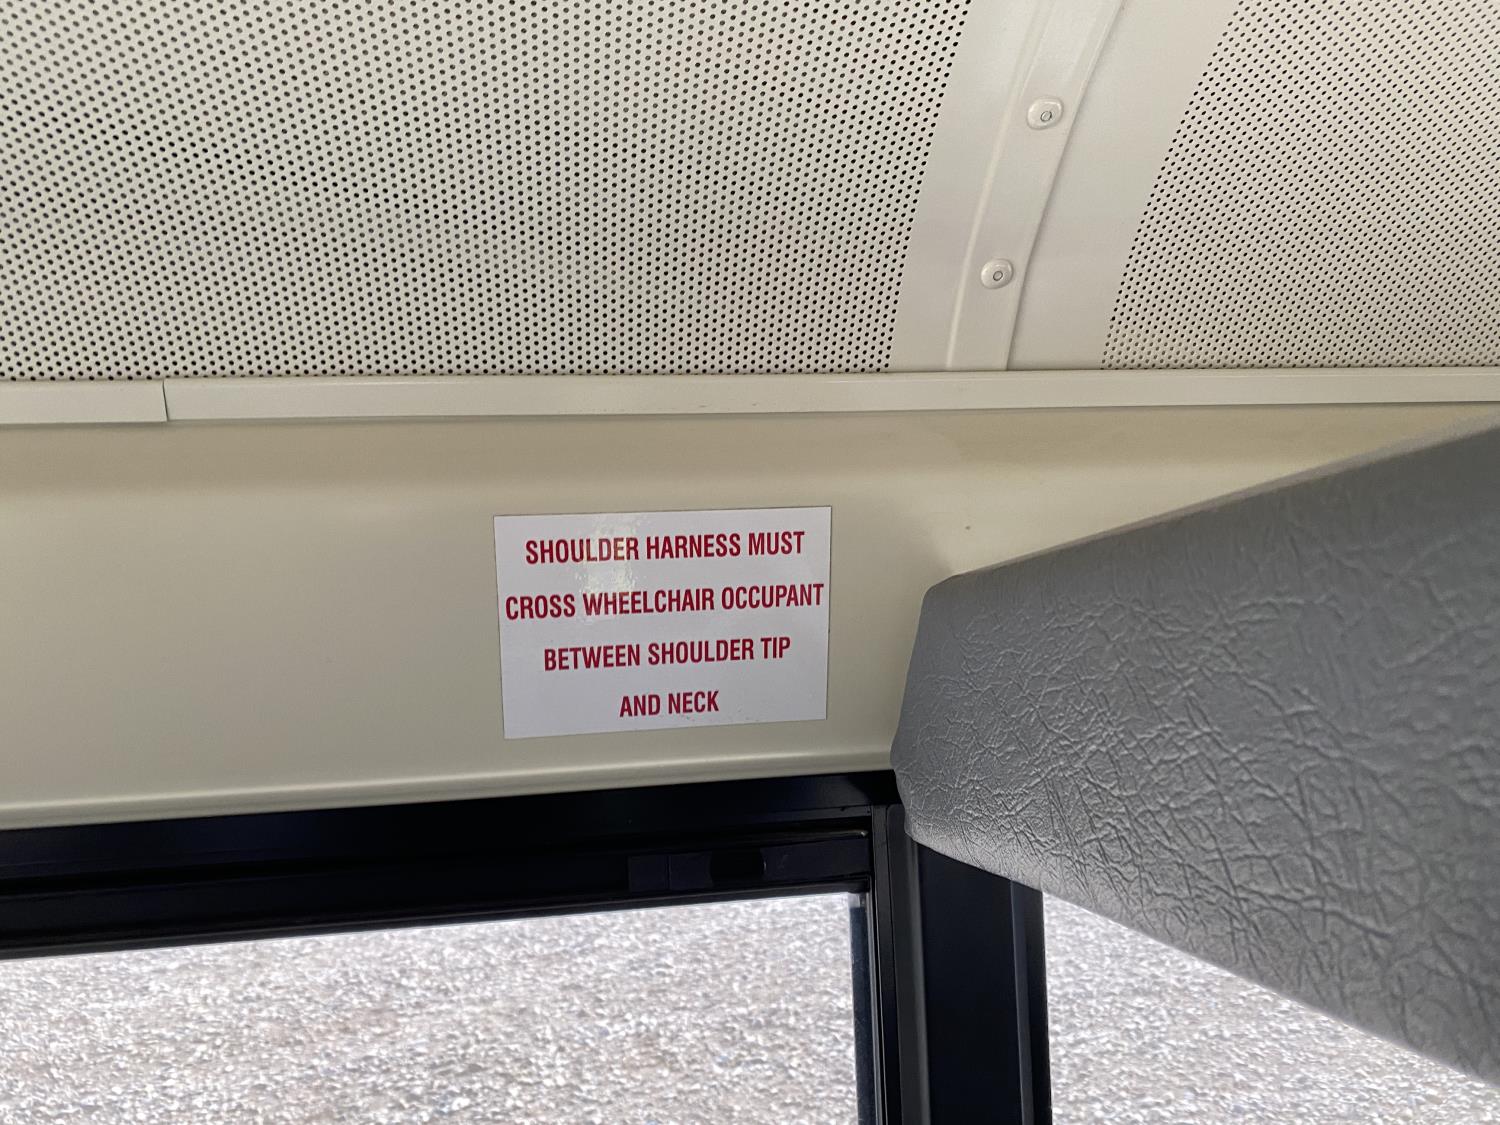 SHOULDER HARNESS MUST
CROSS WHEELCHAIR OCCUPANT
BETWEEN SHOULDER TIP
AND NECK